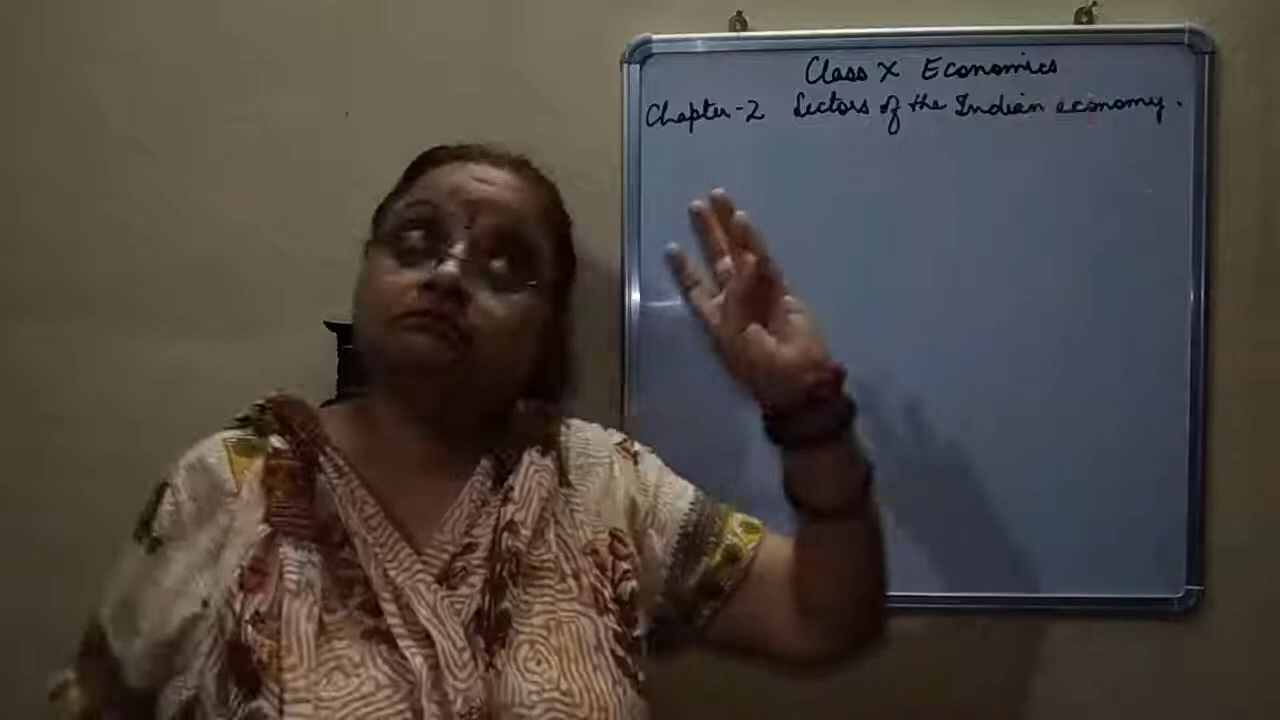 Class X Economics
Chapter-2 Sectors of the Indian economy.